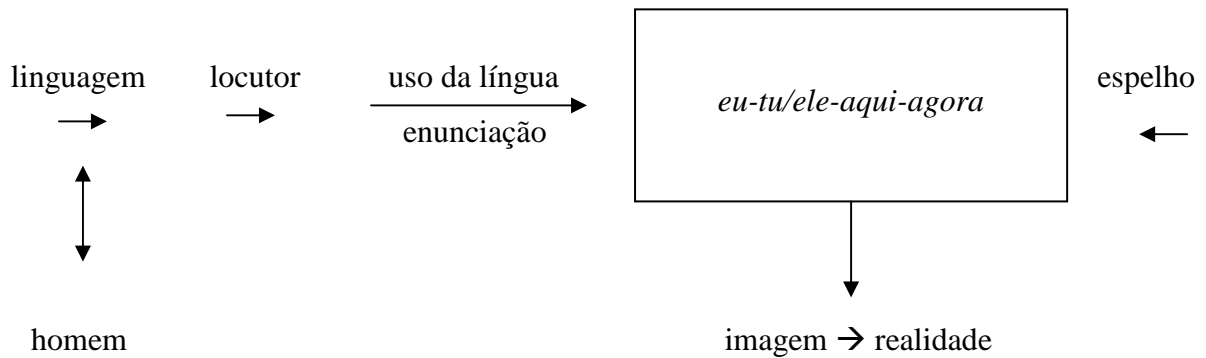 linguagem locutor uso da língua espelho
eu-tu/ele-aqui-agora
enunciação
homem imagem → realidade